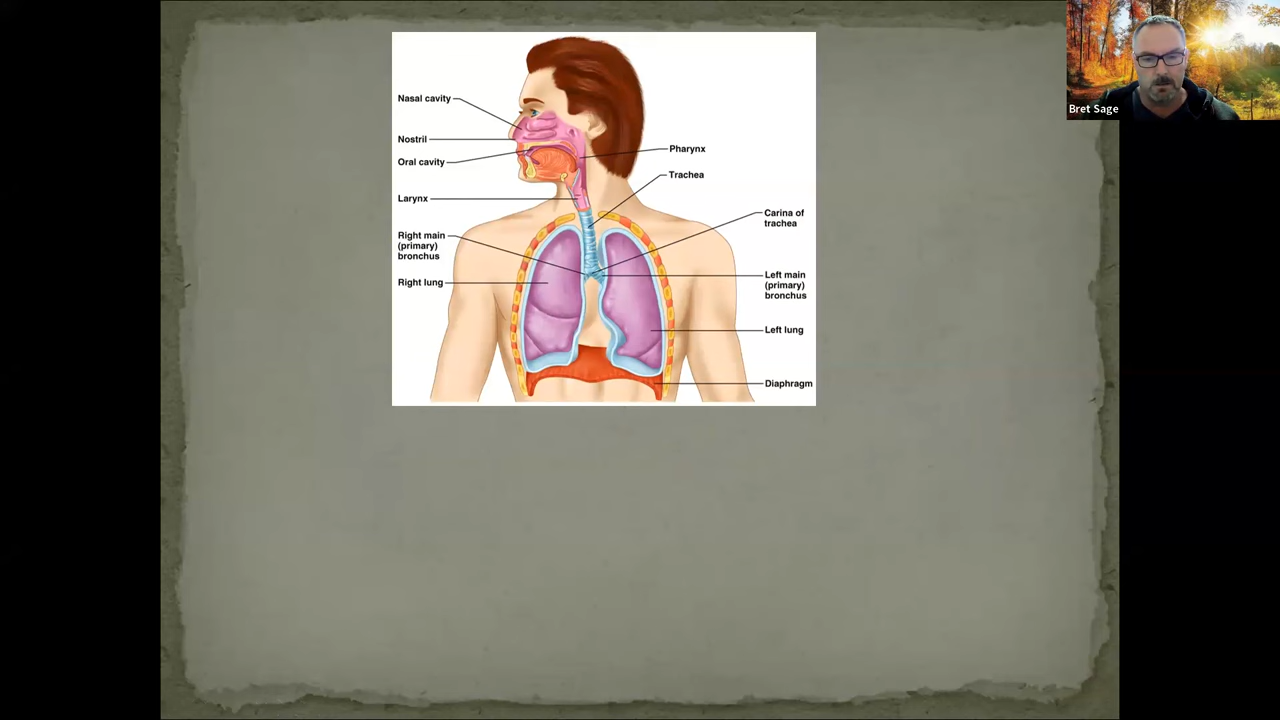 Bret Sage
Nasal cavity
Nostril
Oral cavity
Larynx
Right main
(primary)
bronchus
Right lung
Pharynx
Trachea
Carina of
trachea
Left main
(primary)
bronchus
Left lung
Diaphragm